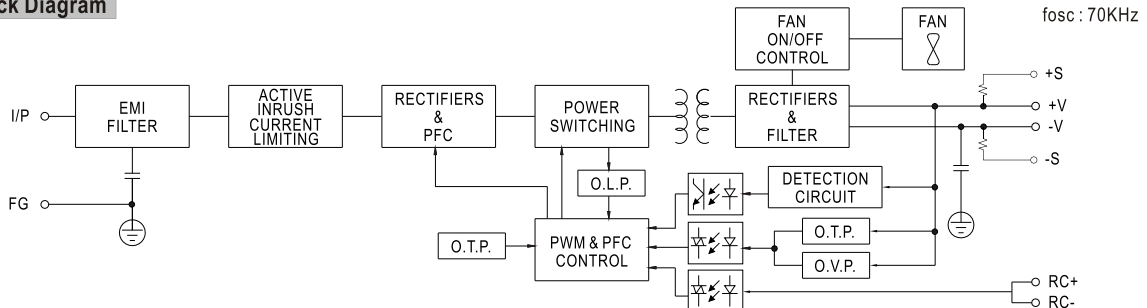 ck Diagram
fosc : 70KHz
FAN
ON/OFF
CONTROL
FAN
I/P
EMI
FILTER
ACTIVE
INRUSH
CURRENT
LIMITING
RECTIFIERS
&
PFC
POWER
SWITCHING
RECTIFIERS
&
FILTER
+S
+V
-V
-S
FG
O.L.P.
DETECTION
CIRCUIT
O.T.P.
PWM & PFC
CONTROL
O.T.P.
O.V.P.
RC+
RC-